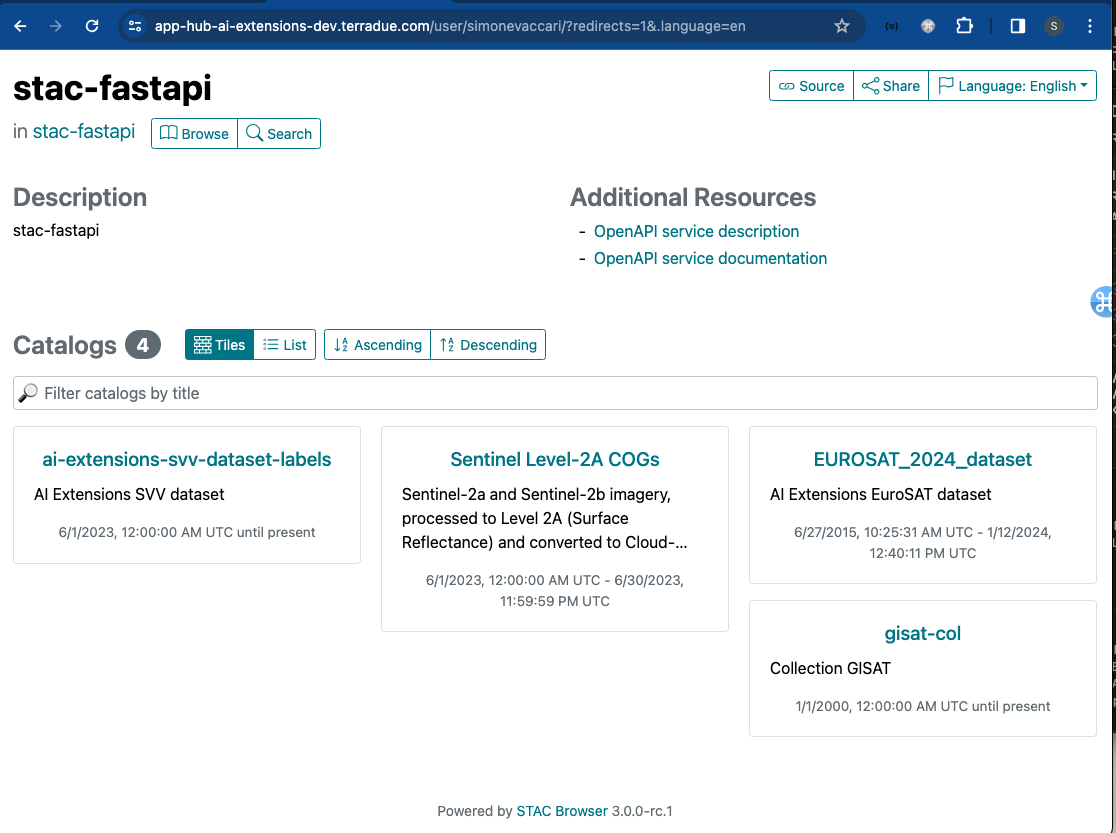 app-hub-ai-extensions-dev.terradue.com/user/simonevaccari/?redirects=1&.language=en
S
stac-fastapi
Source
Share
Language: English
in stac-fastapi
Browse
Search
Description
stac-fastapi
Additional Resources
- OpenAPI service description
- OpenAPI service documentation
Catalogs 4
Tiles
List
Ascending
Descending
Filter catalogs by title
ai-extensions-svv-dataset-labels
AI Extensions SVV dataset
6/1/2023, 12:00:00 AM UTC until present
Sentinel Level-2A COGs
Sentinel-2a and Sentinel-2b imagery,
processed to Level 2A (Surface
Reflectance) and converted to Cloud-...
6/1/2023, 12:00:00 AM UTC - 6/30/2023,
11:59:59 PM UTC
EUROSAT_2024_dataset
AI Extensions EuroSAT dataset
6/27/2015, 10:25:31 AM UTC - 1/12/2024,
12:40:11 PM UTC
gisat-col
Collection GISAT
1/1/2000, 12:00:00 AM UTC until present
Powered by STAC Browser 3.0.0-rc.1